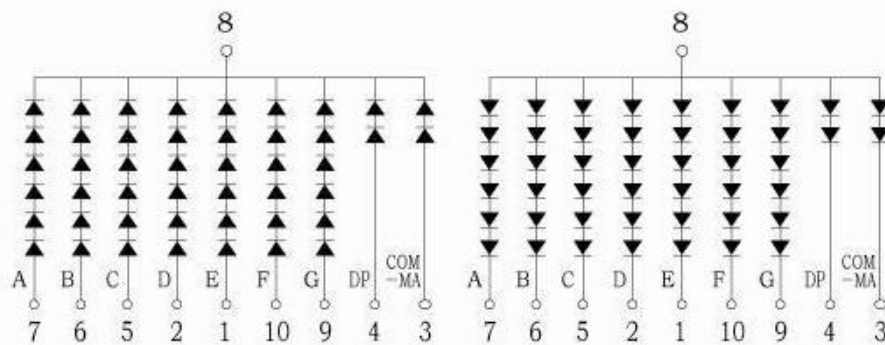 8 8
A B C D E F G DP COM
-MA A B C D E F G DP COM
-MA
7 6 5 2 1 10 9 4 3 7 6 5 2 1 10 9 4 3